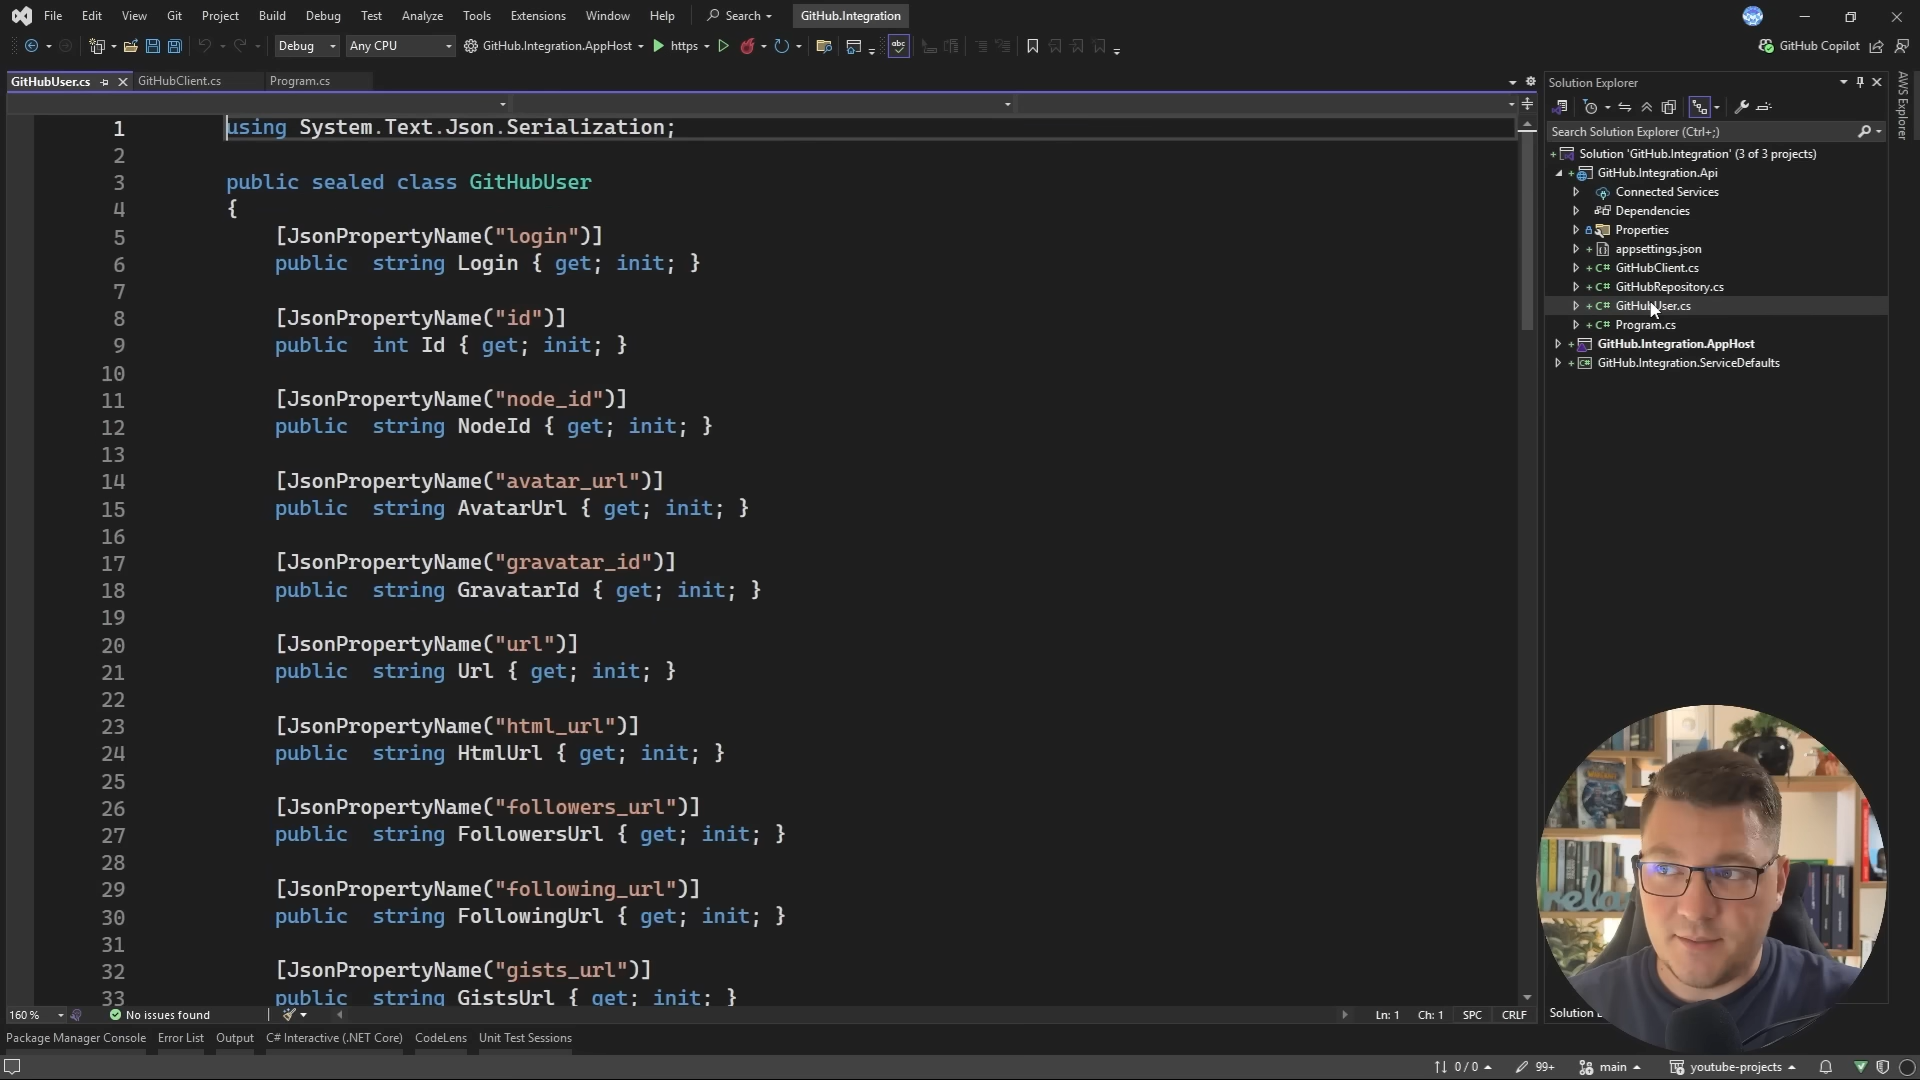 File Edit View Git Project Build Debug Test Analyze Tools Extensions Window Help Search GitHub.Integration
Debug Any CPU GitHub.Integration.AppHost https GitHub Copilot
GitHubUser.cs GitHubClient.cs Program.cs
1 using System.Text.Json.Serialization;
2
3 public sealed class GitHubUser
4 {
5 [JsonPropertyName("login")]
6 public string Login { get; init; }
7
8 [JsonPropertyName("id")]
9 public int Id { get; init; }
10
11 [JsonPropertyName("node_id")]
12 public string NodeId { get; init; }
13
14 [JsonPropertyName("avatar_url")]
15 public string AvatarUrl { get; init; }
16
17 [JsonPropertyName("gravatar_id")]
18 public string GravatarId { get; init; }
19
20 [JsonPropertyName("url")]
21 public string Url { get; init; }
22
23 [JsonPropertyName("html_url")]
24 public string HtmlUrl { get; init; }
25
26 [JsonPropertyName("followers_url")]
27 public string FollowersUrl { get; init; }
28
29 [JsonPropertyName("following_url")]
30 public string FollowingUrl { get; init; }
31
32 [JsonPropertyName("gists_url")]
33 public string GistsUrl { get; init; }
160 % No issues found Ln: 1 Ch: 1 SPC CRLF
Solution Explorer
Search Solution Explorer (Ctrl+;)
Solution 'GitHub.Integration' (3 of 3 projects)
GitHub.Integration.Api
Connected Services
Dependencies
Properties
appsettings.json
C# GitHubClient.cs
C# GitHubRepository.cs
C# GitHubUser.cs
C# Program.cs
GitHub.Integration.AppHost
GitHub.Integration.ServiceDefaults
AWS Explorer
Solution E
Package Manager Console Error List Output C# Interactive (.NET Core) CodeLens Unit Test Sessions
0 / 0 99+ main youtube-projects